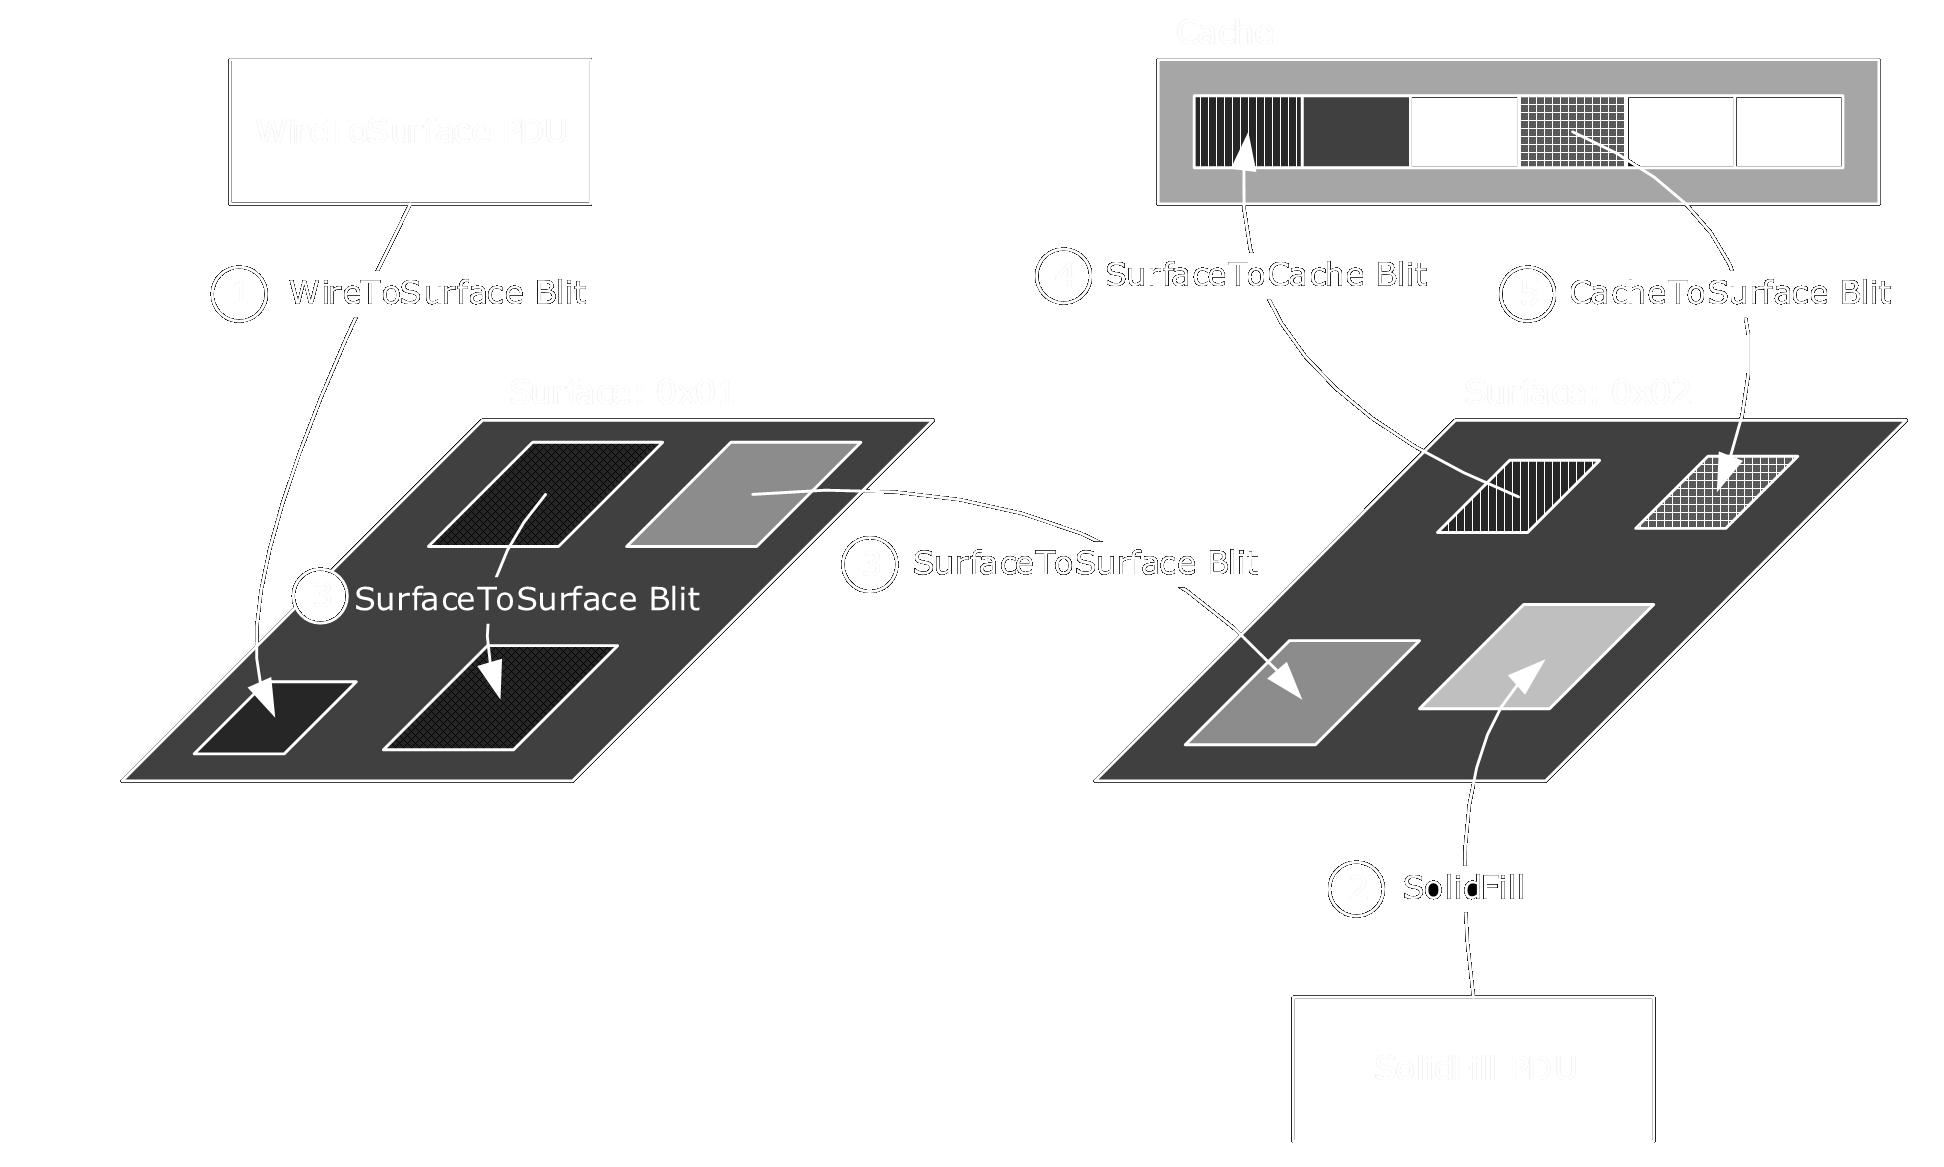 Cache
WireToSurface PDU
4 SurfaceToCache Blit
1 WireToSurface Blit
5 CacheToSurface Blit
Surface: 0x01
Surface: 0x02
3 SurfaceToSurface Blit
3 SurfaceToSurface Blit
2 SolidFill
SolidFill PDU